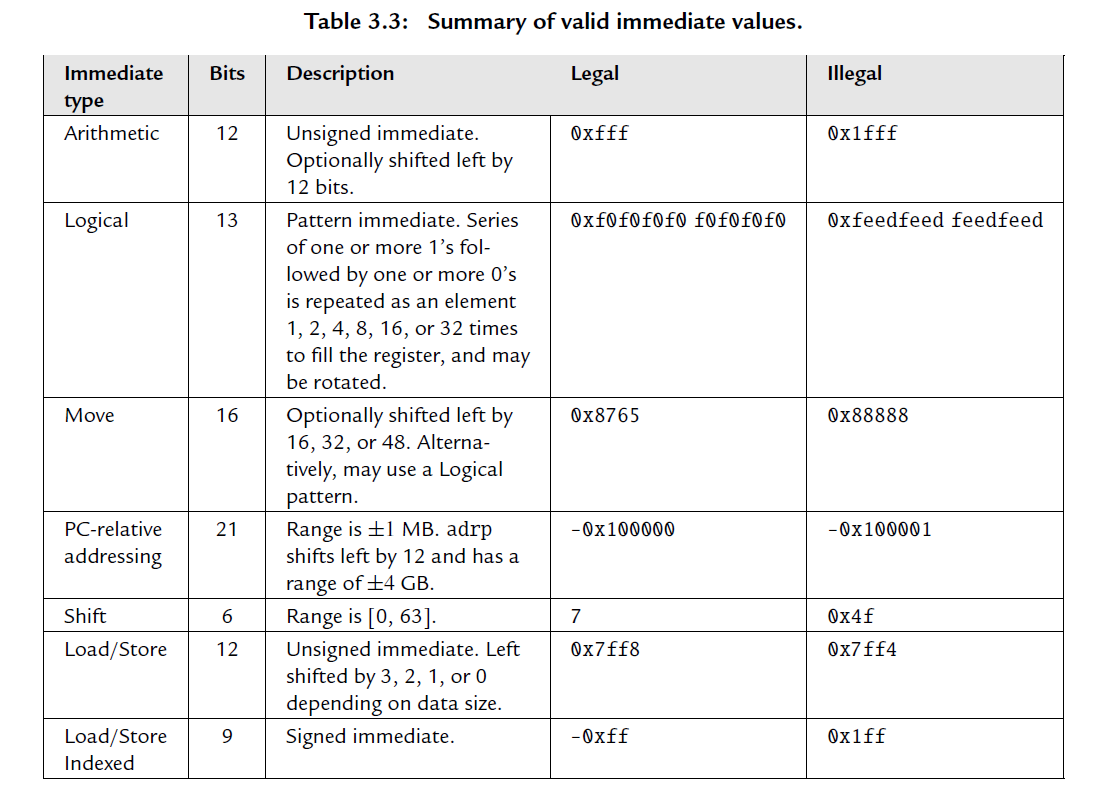 Table 3.3: Summary of valid immediate values.
Immediate type Bits Description Legal Illegal
Arithmetic 12 Unsigned immediate. 0xfff 0x1fff
Optionally shifted left by
12 bits.
Logical 13 Pattern immediate. Series 0xf0f0f0f0 f0f0f0f0 0xfeedfeed feedfeed
of one or more 1’s fol-
lowed by one or more 0’s
is repeated as an element
1, 2, 4, 8, 16, or 32 times
to fill the register, and may
be rotated.
Move 16 Optionally shifted left by 0x8765 0x88888
16, 32, or 48. Alterna-
tively, may use a Logical
pattern.
PC-relative 21 Range is ±1 MB. adrp -0x100000 -0x100001
addressing shifts left by 12 and has a
range of ±4 GB.
Shift 6 Range is [0, 63]. 7 0x4f
Load/Store 12 Unsigned immediate. Left 0x7ff8 0x7ff4
shifted by 3, 2, 1, or 0
depending on data size.
Load/Store 9 Signed immediate. -0xff 0x1ff
Indexed